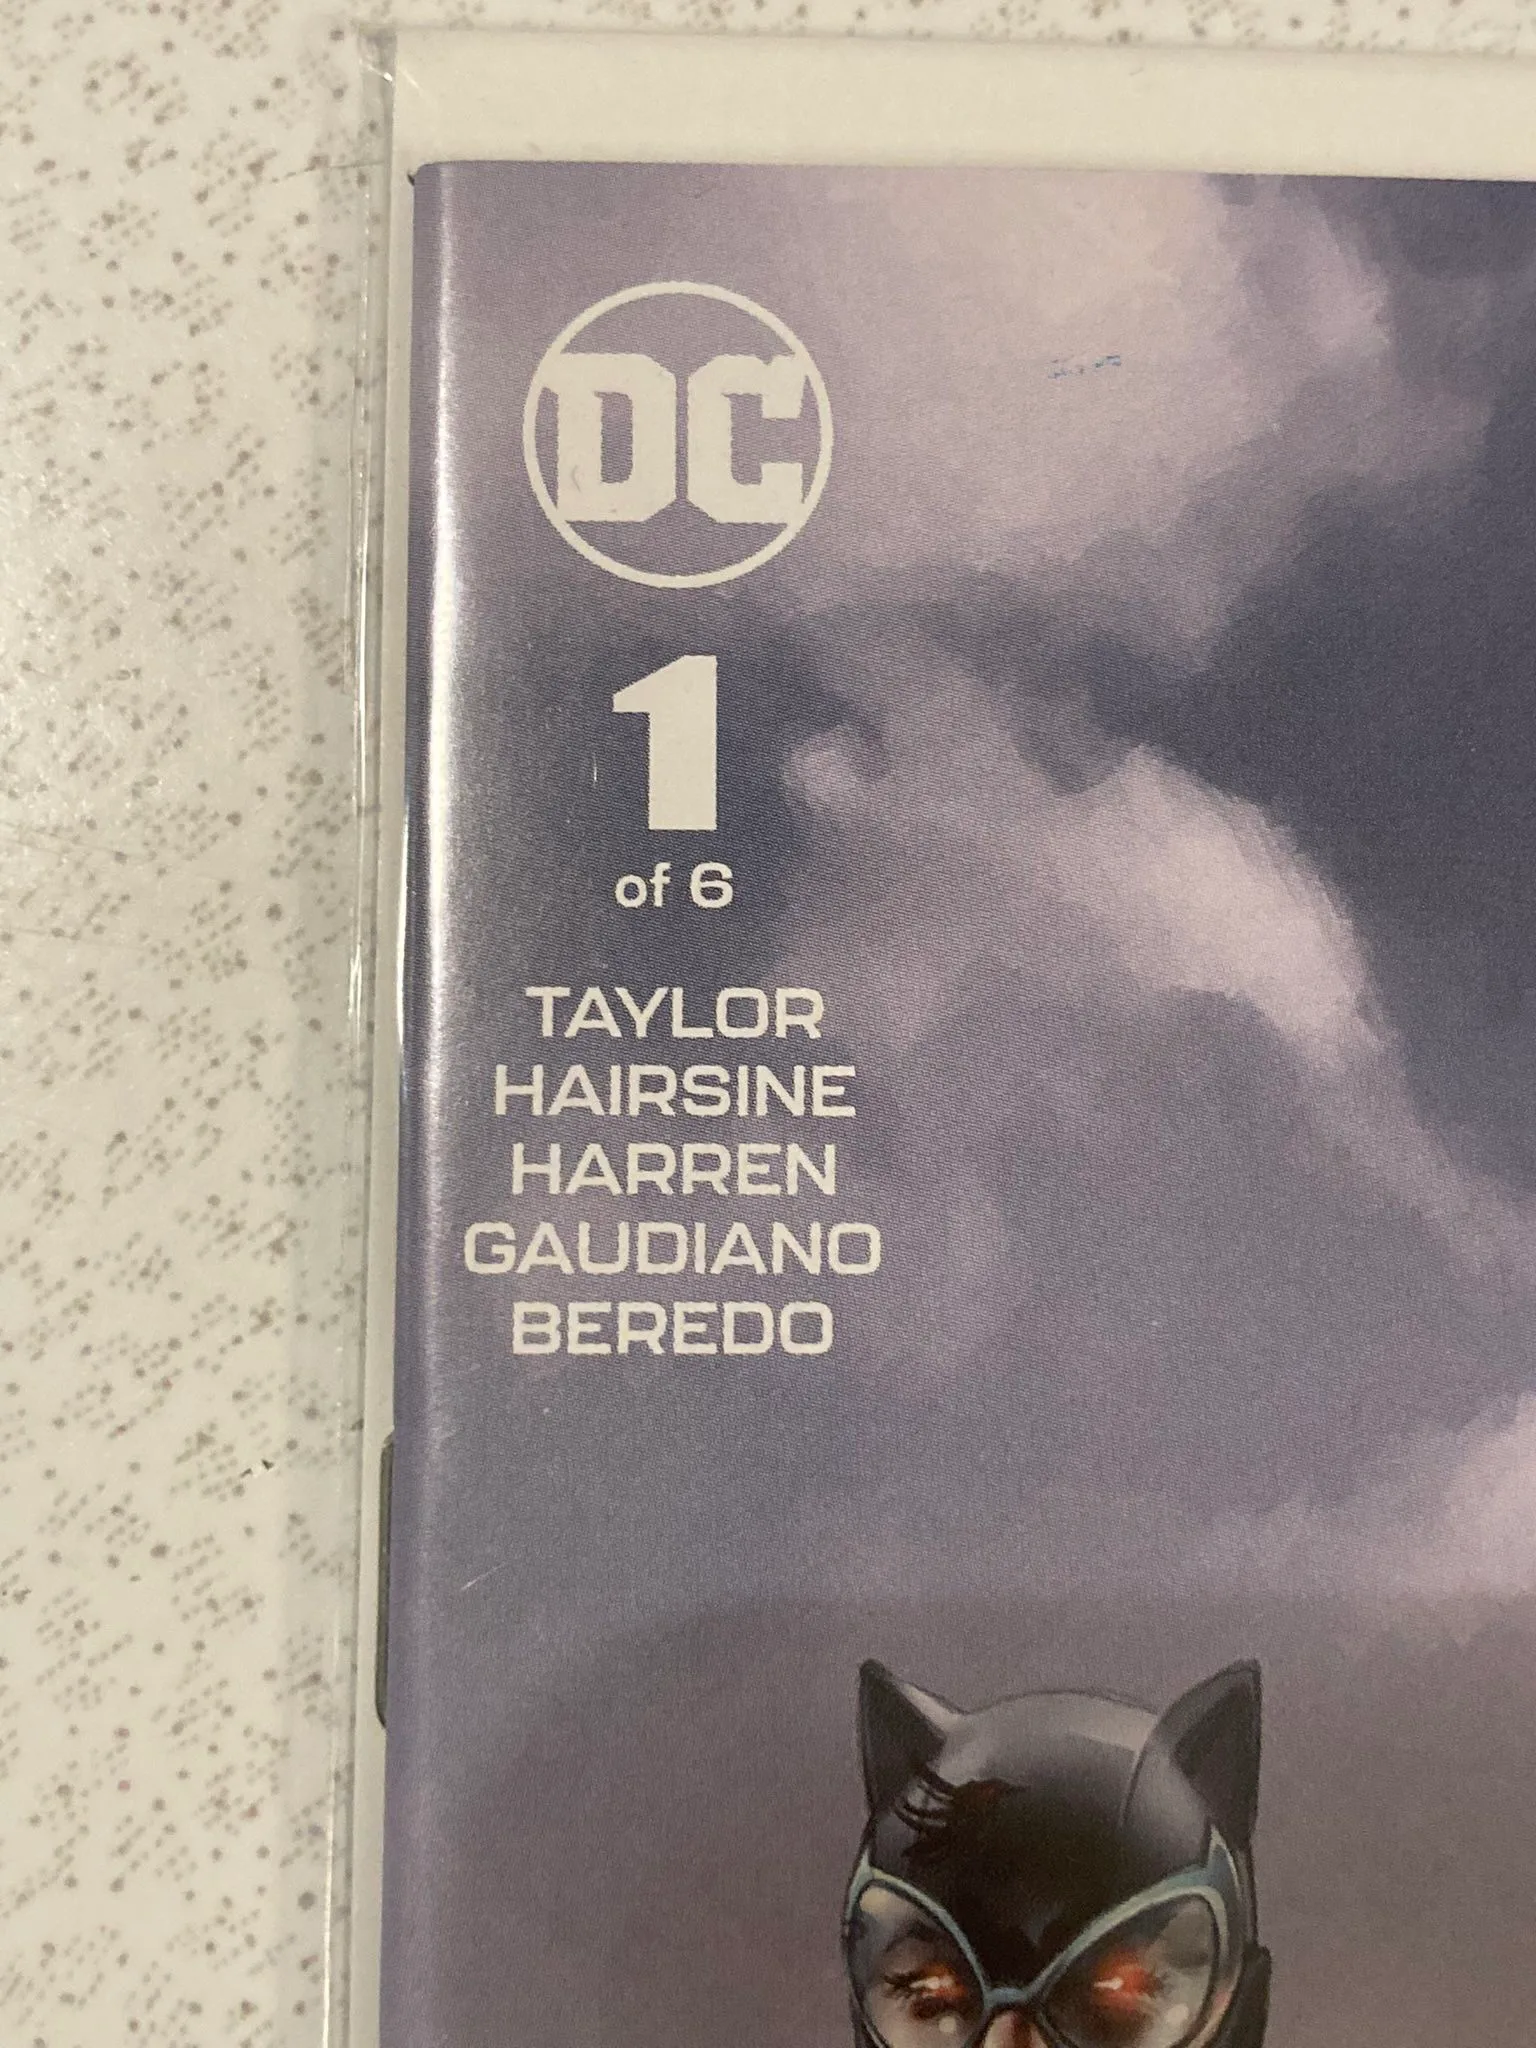 DC
1
of 6
TAYLOR
HAIRSINE
HARREN
GAUDIANO
BEREDO